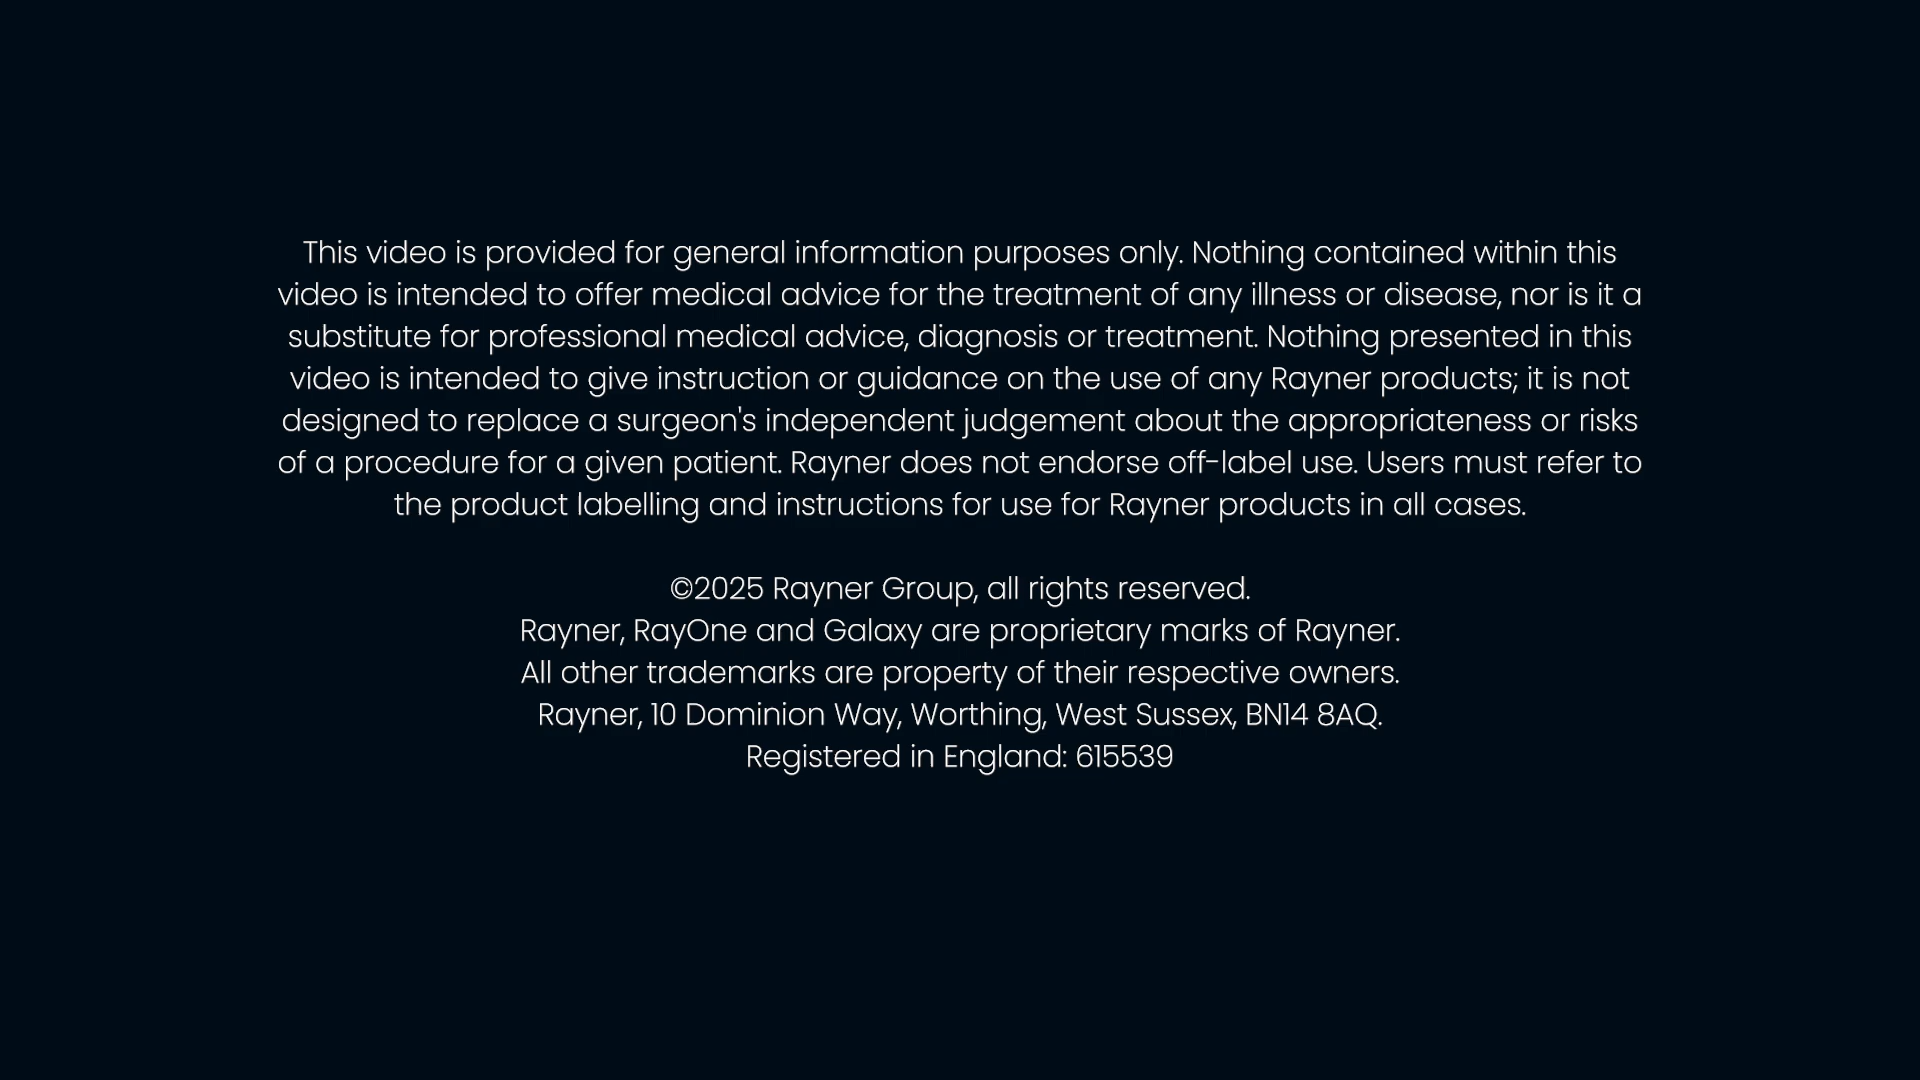 This video is provided for general information purposes only. Nothing contained within this
video is intended to offer medical advice for the treatment of any illness or disease, nor is it a
substitute for professional medical advice, diagnosis or treatment. Nothing presented in this
video is intended to give instruction or guidance on the use of any Rayner products; it is not
designed to replace a surgeon's independent judgement about the appropriateness or risks
of a procedure for a given patient. Rayner does not endorse off-label use. Users must refer to
the product labelling and instructions for use for Rayner products in all cases.
©2025 Rayner Group, all rights reserved.
Rayner, RayOne and Galaxy are proprietary marks of Rayner.
All other trademarks are property of their respective owners.
Rayner, 10 Dominion Way, Worthing, West Sussex, BN14 8AQ.
Registered in England: 615539